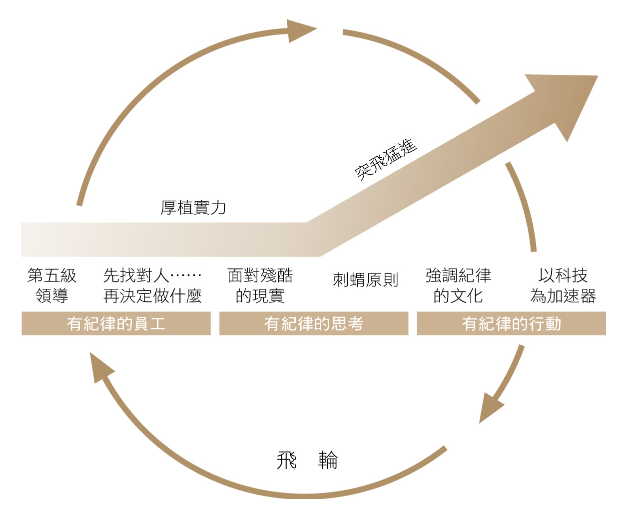 突飛猛進
厚植實力
第五級
領導
先找對人……
再決定做什麼
面對殘酷
的現實
刺蝟原則
強調紀律
的文化
以科技
為加速器
有紀律的員工
有紀律的思考
有紀律的行動
飛 輪